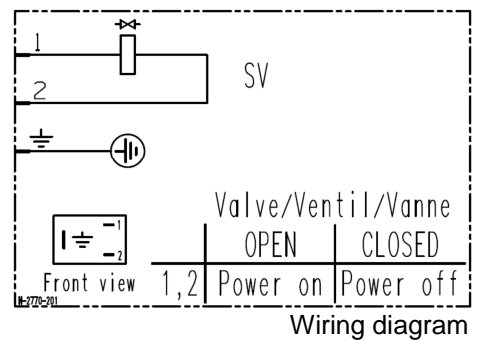 1
SV
2
Valve/Ventil/Vanne
1
OPEN CLOSED
2
Front view 1,2 Power on Power off
M-2770-201
Wiring diagram